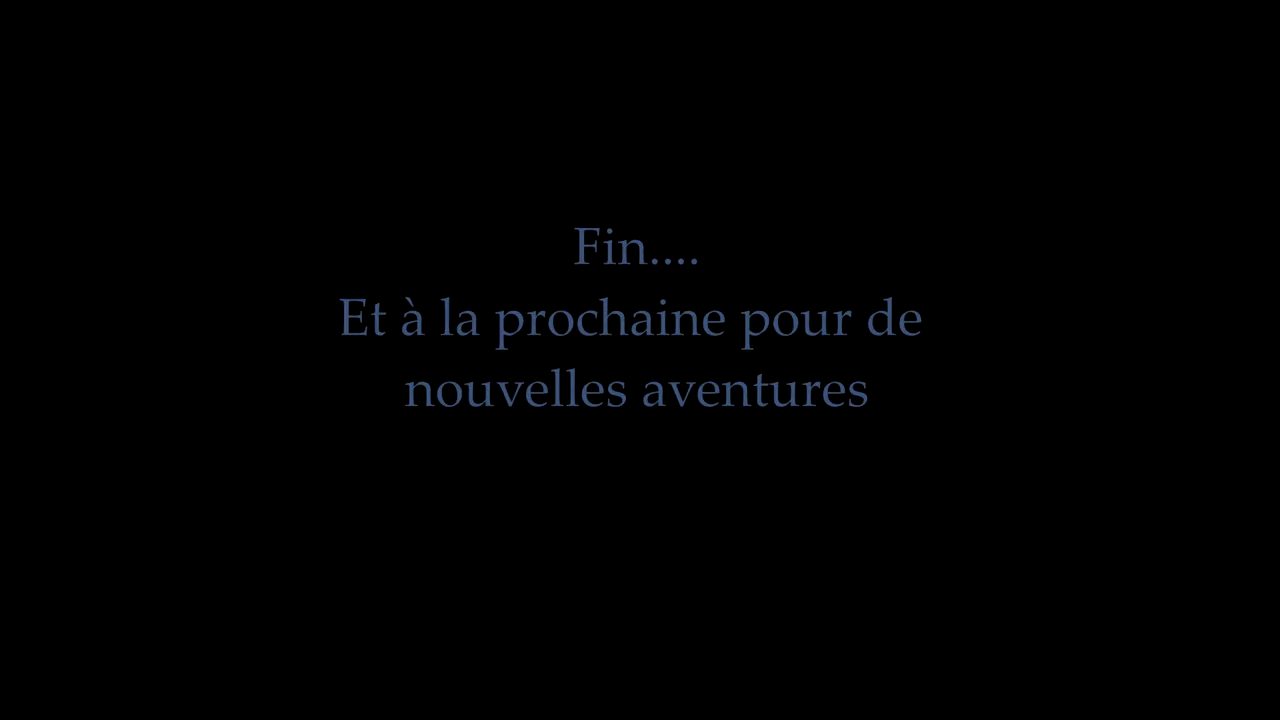 Fin....
Et à la prochaine pour de
nouvelles aventures